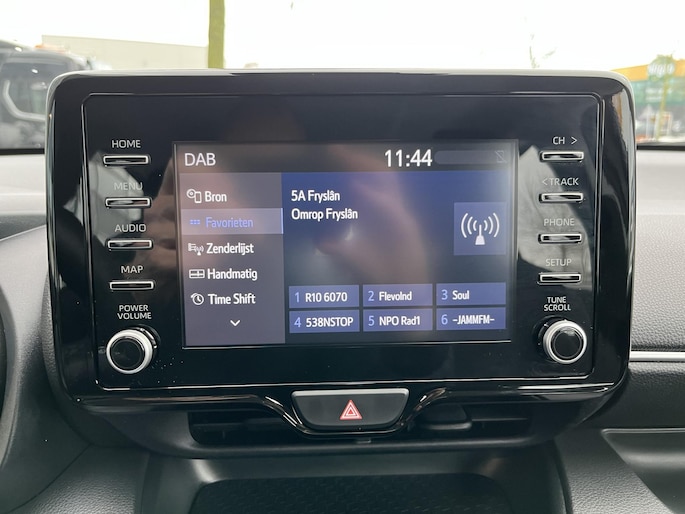 HOME
MENU
AUDIO
MAP
POWER
VOLUME
DAB
11:44
Bron
Favorieten
Zenderlijst
Handmatig
Time Shift
5A Fryslân
Omrop Fryslân
1 R10 6070
2 Flevolnd
3 Soul
4 538NSTOP
5 NPO Rad1
6 -JAMMFM-
CH >
< TRACK
PHONE
SETUP
TUNE
SCROLL